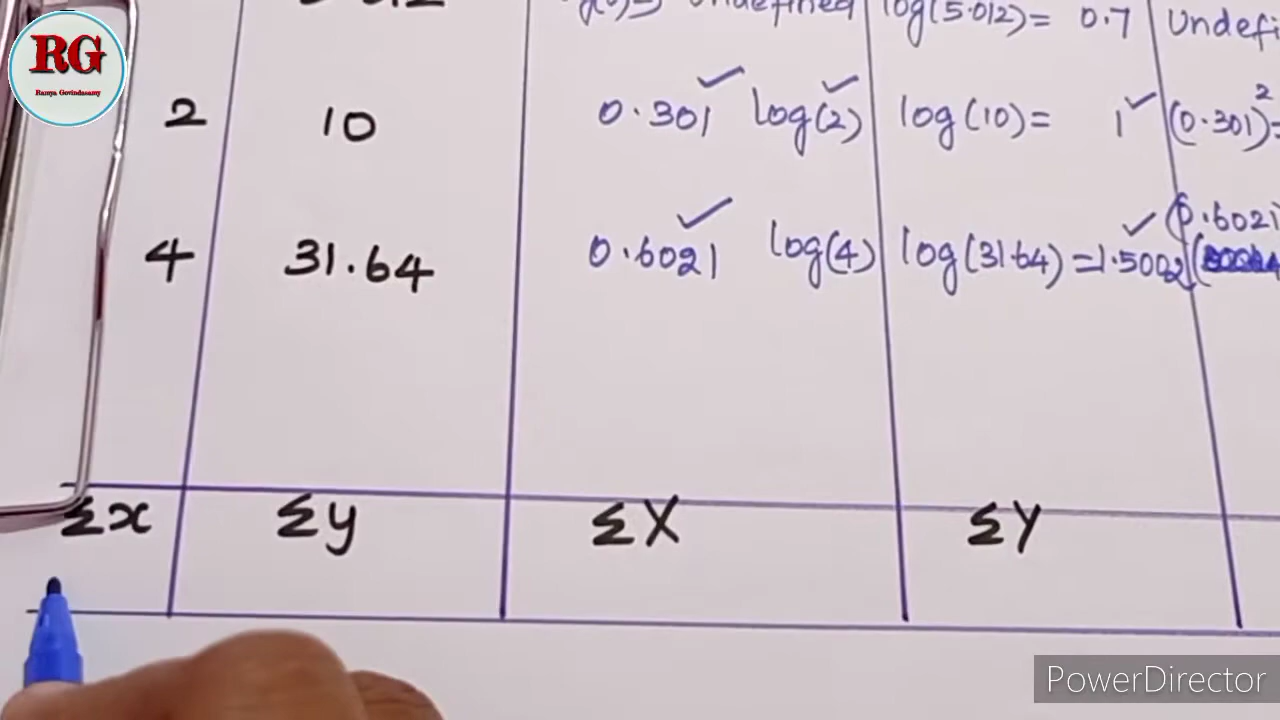 RG
Ramya Govindasamy
log(5.012) = 0.7
2 10 0.301 log(2) log(10) = 1 (0.301)² =
4 31.64 0.6021 log(4) log(31.64) = 1.5002 (0.6021
Σx Σy ΣX ΣY
PowerDirector